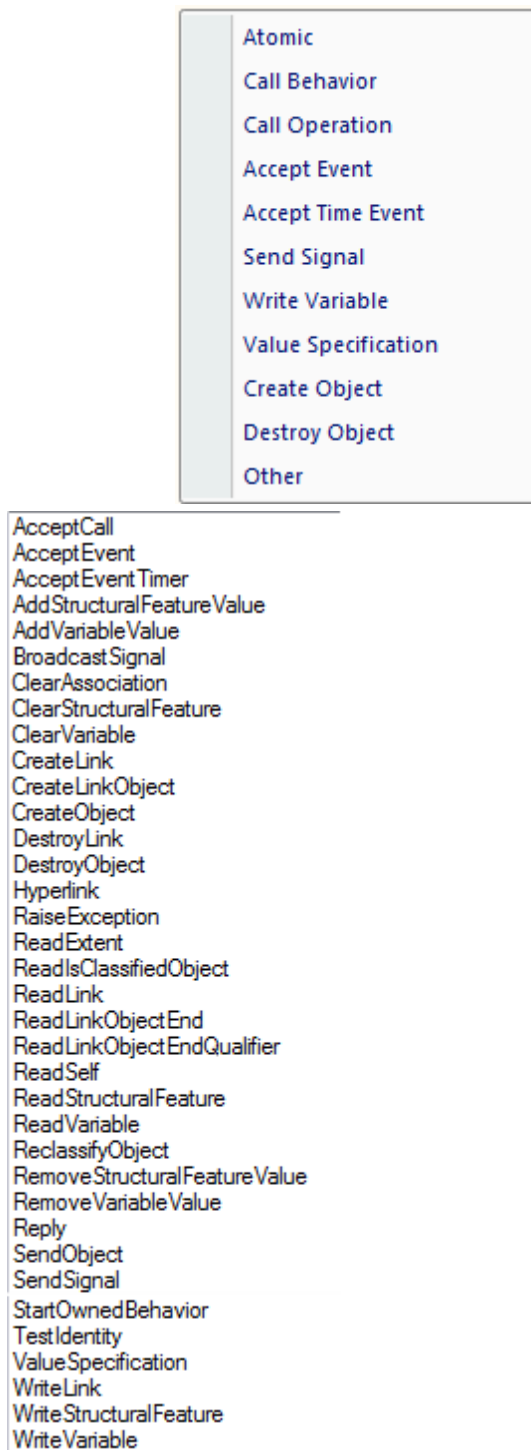 Atomic
Call Behavior
Call Operation
Accept Event
Accept Time Event
Send Signal
Write Variable
Value Specification
Create Object
Destroy Object
Other
AcceptCall
AcceptEvent
AcceptEventTimer
AddStructuralFeatureValue
AddVariableValue
BroadcastSignal
ClearAssociation
ClearStructuralFeature
ClearVariable
CreateLink
CreateLinkObject
CreateObject
DestroyLink
DestroyObject
Hyperlink
RaiseException
ReadExtent
ReadIsClassifiedObject
ReadLink
ReadLinkObjectEnd
ReadLinkObjectEndQualifier
ReadSelf
ReadStructuralFeature
ReadVariable
ReclassifyObject
RemoveStructuralFeatureValue
RemoveVariableValue
Reply
SendObject
SendSignal
StartOwnedBehavior
TestIdentity
ValueSpecification
WriteLink
WriteStructuralFeature
WriteVariable